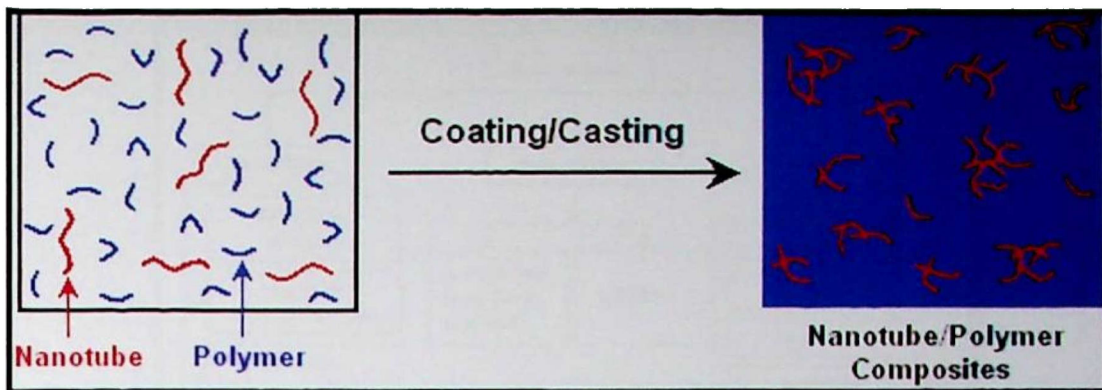 Coating/Casting
Nanotube
Polymer
Nanotube/Polymer
Composites